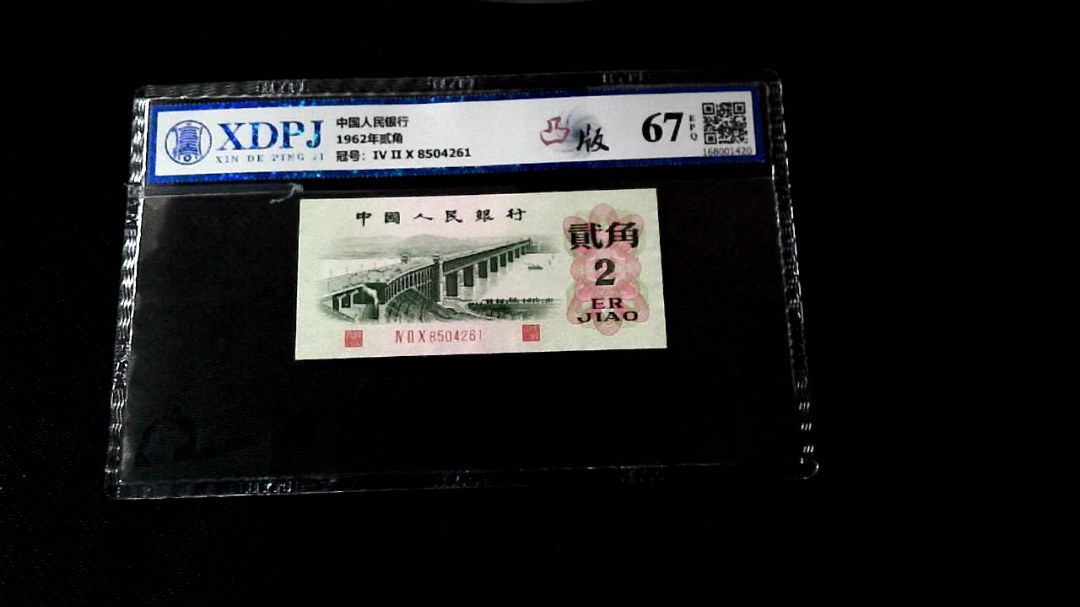 XDPJ
XIN DE PING JI
中国人民银行
1962年贰角
冠号：IV II X 8504261
凸版
67
EPQ
168001420
中國人民銀行
貳角
2
ER
JIAO
IV II X 8504261